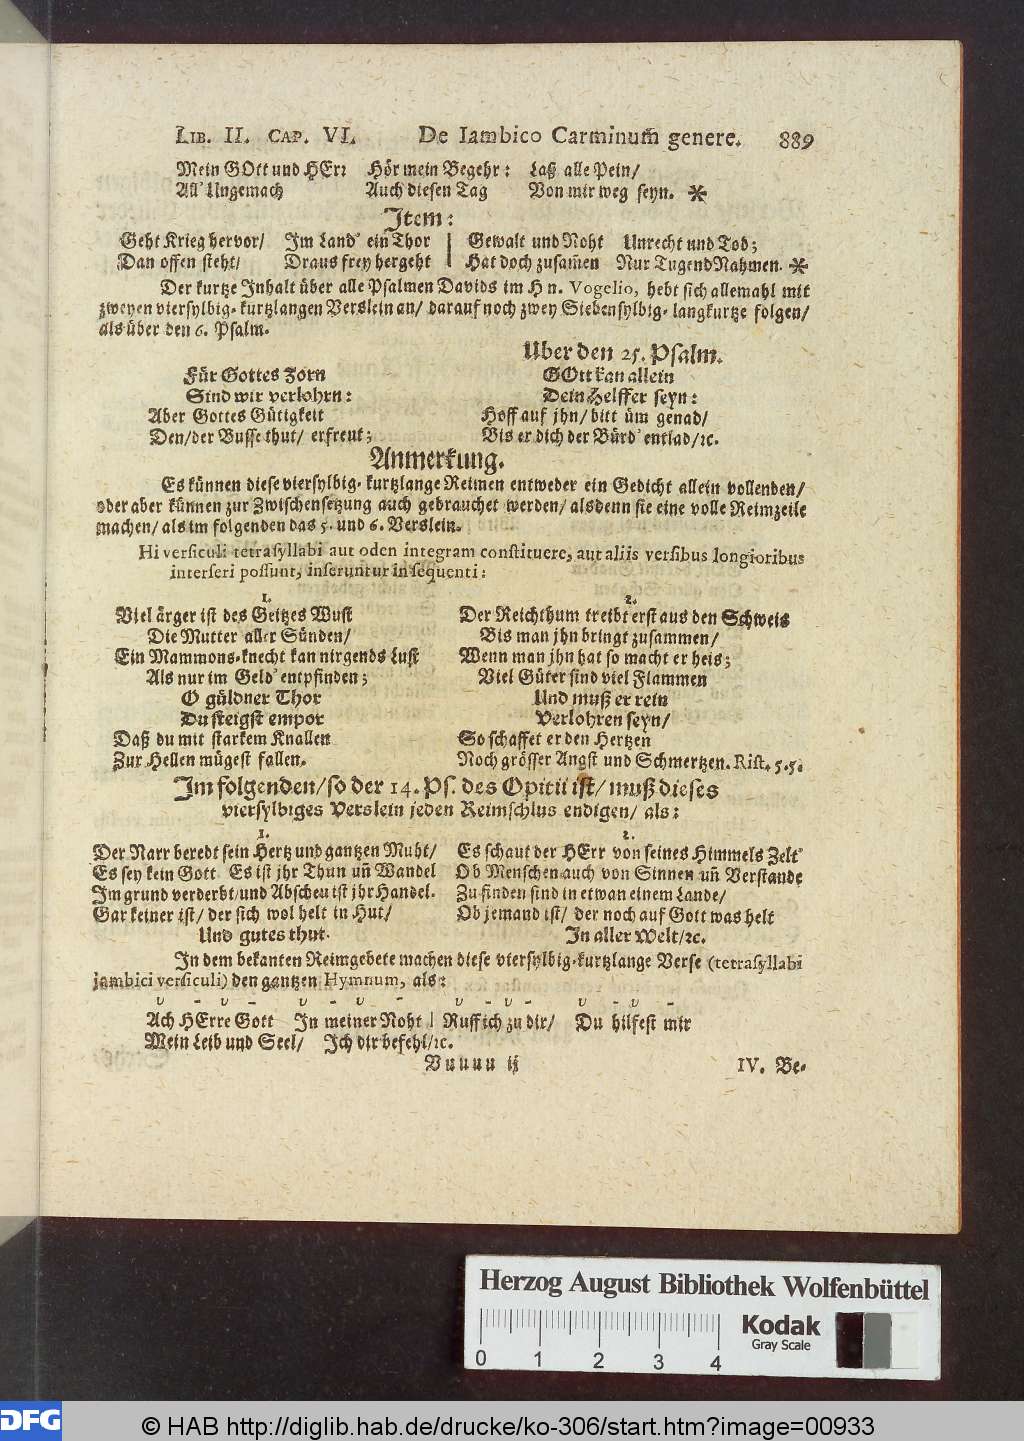 LIB. II. CAP. VI. De Iambico Carminum̃ genere. 889
Mein GOtt und HErr Hör mein Begehr: Laß alle Pein/
All' Ungemach Auch diesen Tag Von mir weg seyn. *
Item:
Geht Krieg hervor/ Im Land' ein Thor | Gewalt und Noht Unrecht und Tod;
Dan offen steht/ Draus frey hergeht | Hat doch zusam̃en Nur Tugend Nahmen. *
Der kurtze Inhalt über alle Psalmen Davids im Hn. Vogelio, hebt sich allemahl mit
zweyen viersylbig-kurtzlangen Verslein an/ darauf noch zwey Siebensylbig-langkurtze folgen/
als über den 6. Psalm.
Uber den 25. Psalm.
Für Gottes Zorn GOtt kan allein
Sind wir verlohrn: Dein Helffer seyn:
Aber Gottes Gütigkeit Hoff auf jhn/ bitt üm genad/
Den/der Busse thut/ erfreut; Bis er dich der Bürd' entlad/ꝛc.
Anmerkung.
Es künnen diese viersylbig-kurtzlange Reimen entweder ein Gedicht allein vollenden/
oder aber künnen zur Zwischensetzung auch gebrauchet werden/ alsdenn sie eine volle Reimzeile
machen/ als im folgenden das 5. und 6. Verslein.
Hi versiculi tetrasyllabi aut oden integram constituere, aut aliis versibus longioribus
interseri possunt, inseruntur in sequenti:
1. 2.
Viel ärger ist des Geitzes Wust Der Reichthum treibt erst aus den Schweis
Die Mutter aller Sünden/ Bis man jhn bringt zusammen/
Ein Mammons-knecht kan nirgends Lust Wenn man jhn hat so macht er heis;
Als nur im Geld' entpfinden; Viel Güter sind viel Flammen
O güldner Thor Und muß er rein
Du steigst empor Verlohren seyn/
Daß du mit starkem Knallen So schaffet er den Hertzen
Zur Hellen mügest fallen. Noch grösser Angst und Schmertzen. Rist. 5.5.
Im folgenden/so der 14. Ps. des Opitii ist/ muß dieses
viersylbiges Verslein jeden Reimschlus endigen/ als:
1. 2.
Der Narr beredt sein Hertz und gantzen Muht/ Es schaut der HErr von seines Himmels Zelt'
Es sey kein Gott Es ist jhr Thun uñ Wandel Ob Menschen auch von Sinnen uñ Verstande
Im grund verderbt/und Abscheu ist jhr Handel. Zu finden sind in etwan einem Lande/
Gar keiner ist/ der sich wol helt in Hut/ Ob jemand ist/ der noch auf Gott was helt
Und gutes thut. In aller Welt/ꝛc.
In dem bekanten Reimgebete machen diese viersylbig-kurtzlange Verse (tetrasyllabi
jambici versiculi) den gantzen Hymnum, als:
υ - υ - υ - υ - υ - υ - υ - υ -
Ach HErre Gott In meiner Noht | Ruff ich zu dir/ Du hilfest mir
Mein Leib und Seel/ Ich dir befehl/ꝛc.
Vuuuu ij IV. Be-
Herzog August Bibliothek Wolfenbüttel
Kodak
Gray Scale
0 1 2 3 4
DFG © HAB http://diglib.hab.de/drucke/ko-306/start.htm?image=00933